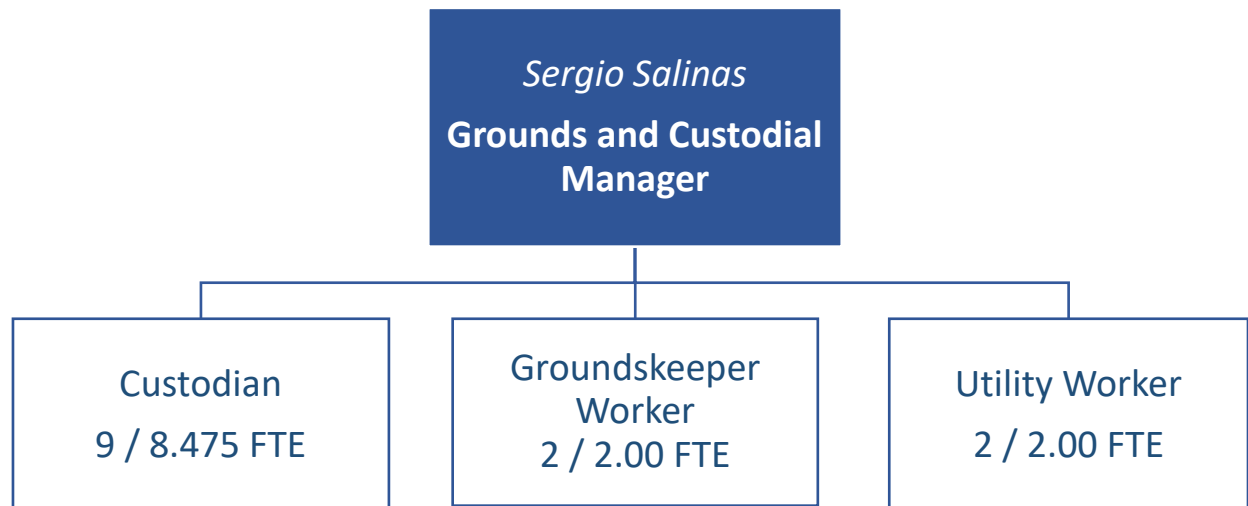 Sergio Salinas
Grounds and Custodial
Manager
Custodian
9 / 8.475 FTE
Groundskeeper
Worker
2 / 2.00 FTE
Utility Worker
2 / 2.00 FTE